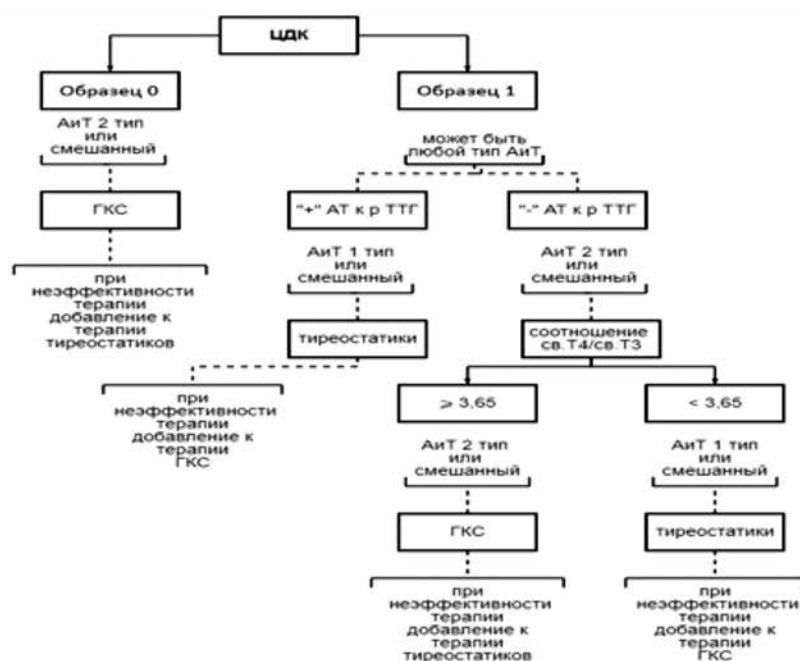 ЦДК
Образец 0
Образец 1
АиТ 2 тип
или
смешанный
может быть
любой тип АиТ
ГКС
"+" АТ к р ТТГ
"-" АТ к р ТТГ
АиТ 1 тип
или
смешанный
АиТ 2 тип
или
смешанный
при
неэффективности
терапии
добавление к
терапии
тиреостатиков
тиреостатики
соотношение
св.Т4/св.Т3
при
неэффективности
терапии
добавление к
терапии
ГКС
⩾ 3,65
< 3,65
АиТ 2 тип
или
смешанный
АиТ 1 тип
или
смешанный
ГКС
тиреостатики
при
неэффективности
терапии
добавление к
терапии
тиреостатиков
при
неэффективности
терапии
добавление к
терапии
ГКС